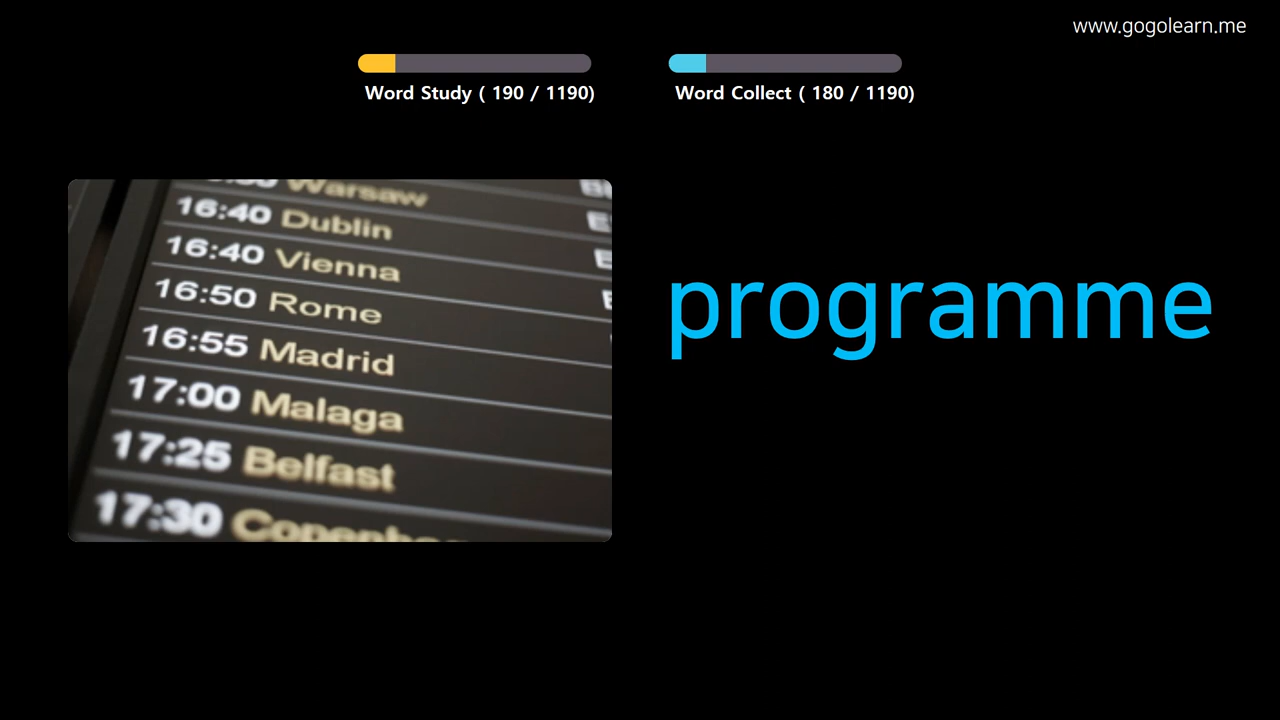 www.gogolearn.me
Word Study ( 190 / 1190)
Word Collect ( 180 / 1190)
Warsaw
16:40 Dublin
16:40 Vienna
16:50 Rome
16:55 Madrid
17:00 Malaga
17:25 Belfast
17:30
programme